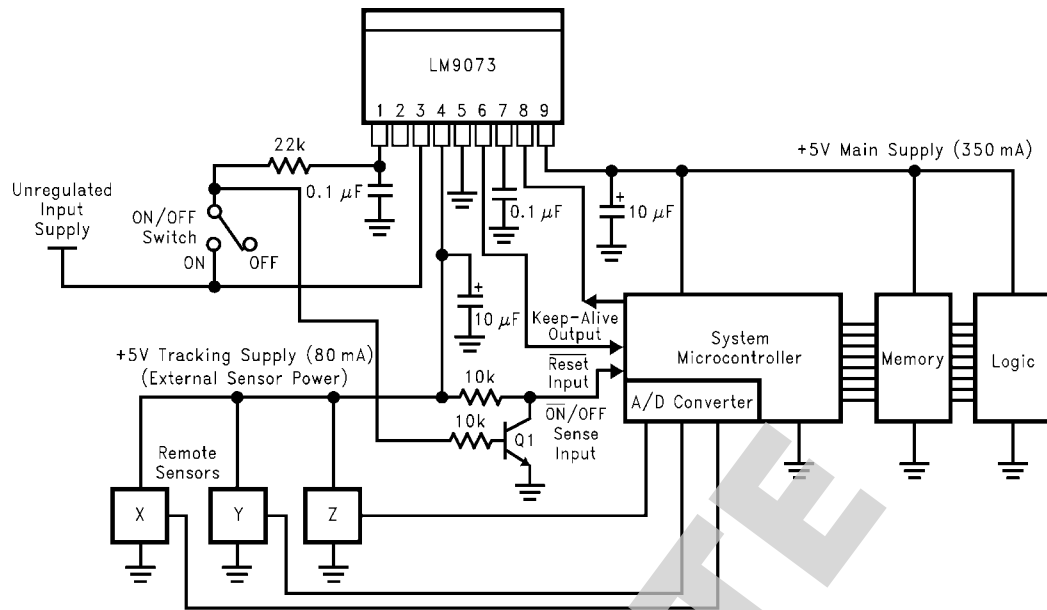 LM9073
1 2 3 4 5 6 7 8 9
22k
+5V Main Supply (350 mA)
Unregulated
Input
Supply
0.1 μF
0.1 μF
+
10 μF
ON/OFF
Switch
ON
OFF
+
10 μF
Keep-Alive
Output
System
Microcontroller
Memory
Logic
+5V Tracking Supply (80 mA)
(External Sensor Power)
Reset
Input
10k
A/D Converter
ON/OFF
Sense
Input
10k
Q1
Remote
Sensors
X
Y
Z
TE